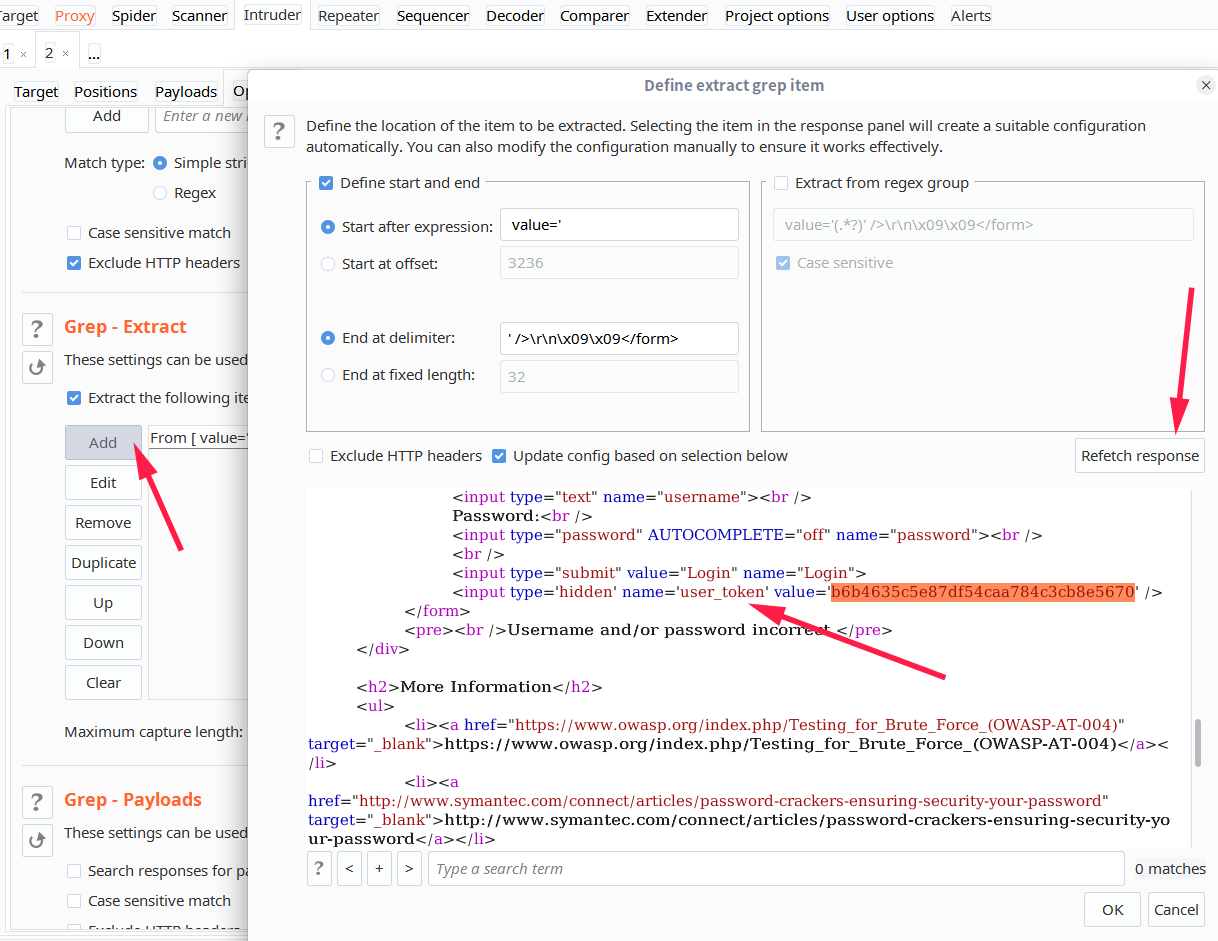 Target Proxy Spider Scanner Intruder Repeater Sequencer Decoder Comparer Extender Project options User options Alerts
1 × 2 × ...
Target Positions Payloads Op
Define extract grep item
Add Enter a new
Define the location of the item to be extracted. Selecting the item in the response panel will create a suitable configuration
automatically. You can also modify the configuration manually to ensure it works effectively.
Match type: Simple stri
Regex
Case sensitive match
Exclude HTTP headers
Grep - Extract
These settings can be used
Extract the following ite
Add From [ value='
Edit
Remove
Duplicate
Up
Down
Clear
Maximum capture length:
Grep - Payloads
These settings can be used
Search responses for pa
Case sensitive match
Exclude HTTP headers
Define start and end
Start after expression: value='
Start at offset: 3236
End at delimiter: ' />\r\n\x09\x09</form>
End at fixed length: 32
Extract from regex group
value='(.*?)' />\r\n\x09\x09</form>
Case sensitive
Exclude HTTP headers Update config based on selection below
Refetch response
<input type="text" name="username"><br />
Password:<br />
<input type="password" AUTOCOMPLETE="off" name="password"><br />
<br />
<input type="submit" value="Login" name="Login">
<input type='hidden' name='user_token' value='b6b4635c5e87df54caa784c3cb8e5670' />
</form>
<pre><br />Username and/or password incorrect.</pre>
</div>
<h2>More Information</h2>
<ul>
<li><a href="https://www.owasp.org/index.php/Testing_for_Brute_Force_(OWASP-AT-004)"
target="_blank">https://www.owasp.org/index.php/Testing_for_Brute_Force_(OWASP-AT-004)</a><
/li>
<li><a
href="http://www.symantec.com/connect/articles/password-crackers-ensuring-security-your-password"
target="_blank">http://www.symantec.com/connect/articles/password-crackers-ensuring-security-yo
ur-password</a></li>
? < + > Type a search term 0 matches
OK Cancel